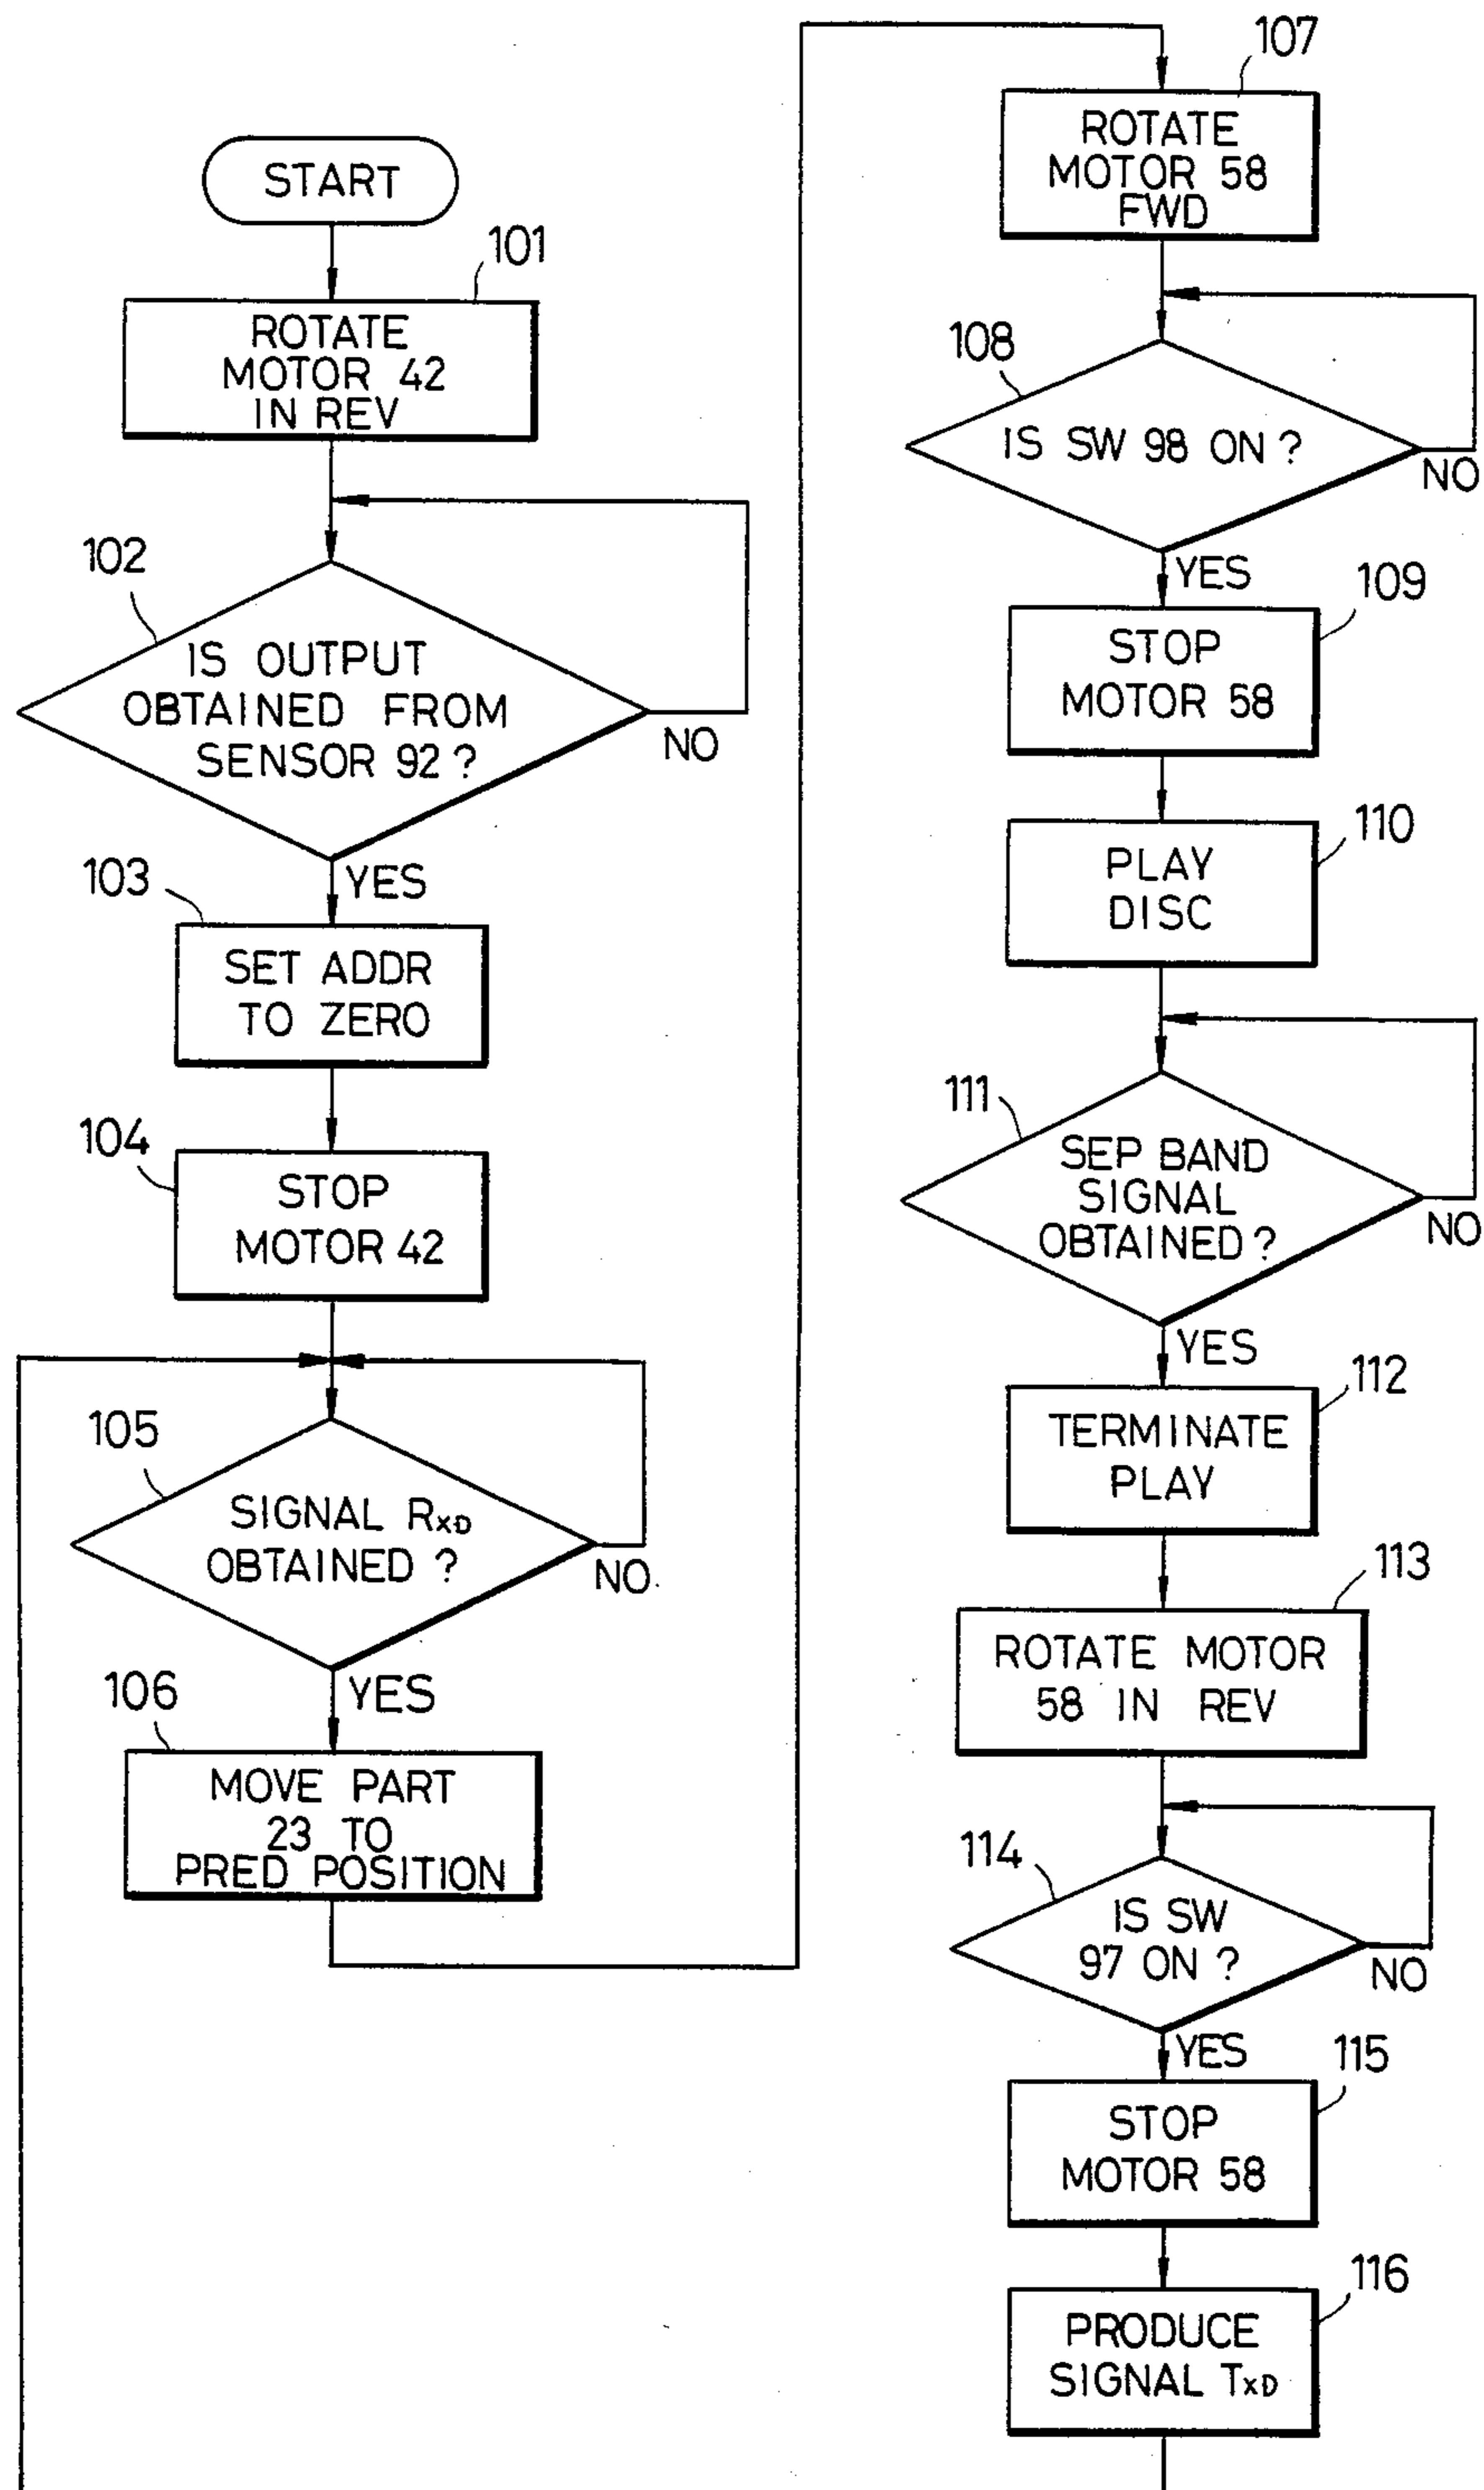 START
101
ROTATE
MOTOR 42
IN REV
102
IS OUTPUT
OBTAINED FROM
SENSOR 92 ?
NO
YES
103
SET ADDR
TO ZERO
104
STOP
MOTOR 42
105
SIGNAL RXD
OBTAINED ?
NO
YES
106
MOVE PART
23 TO
PRED POSITION
107
ROTATE
MOTOR 58
FWD
108
IS SW 98 ON ?
NO
YES
109
STOP
MOTOR 58
110
PLAY
DISC
111
SEP BAND
SIGNAL
OBTAINED ?
NO
YES
112
TERMINATE
PLAY
113
ROTATE MOTOR
58 IN REV
114
IS SW
97 ON ?
NO
YES
115
STOP
MOTOR 58
116
PRODUCE
SIGNAL TXD